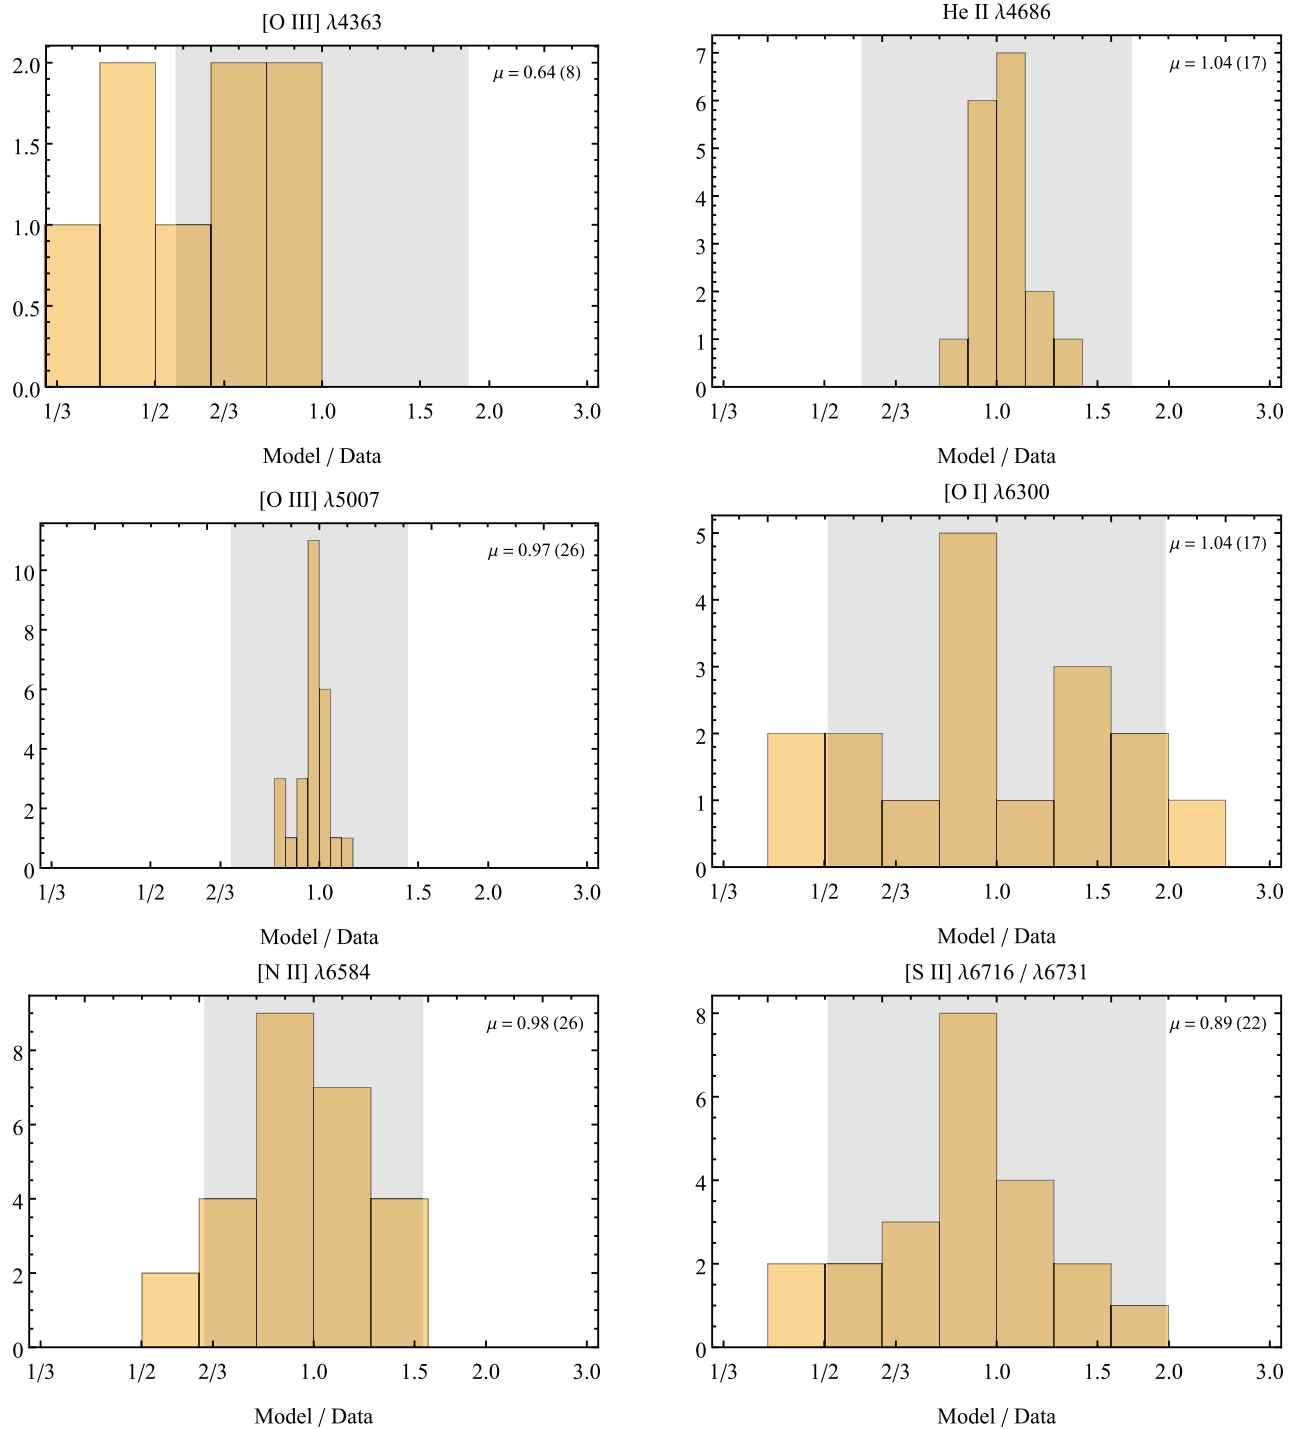 [O III] λ4363
μ = 0.64 (8)
2.0
1.5
1.0
0.5
0.0
1/3 1/2 2/3 1.0 1.5 2.0 3.0
Model / Data
He II λ4686
μ = 1.04 (17)
7
6
5
4
3
2
1
0
1/3 1/2 2/3 1.0 1.5 2.0 3.0
Model / Data
[O III] λ5007
μ = 0.97 (26)
10
8
6
4
2
0
1/3 1/2 2/3 1.0 1.5 2.0 3.0
Model / Data
[O I] λ6300
μ = 1.04 (17)
5
4
3
2
1
0
1/3 1/2 2/3 1.0 1.5 2.0 3.0
Model / Data
[N II] λ6584
μ = 0.98 (26)
8
6
4
2
0
1/3 1/2 2/3 1.0 1.5 2.0 3.0
Model / Data
[S II] λ6716 / λ6731
μ = 0.89 (22)
8
6
4
2
0
1/3 1/2 2/3 1.0 1.5 2.0 3.0
Model / Data